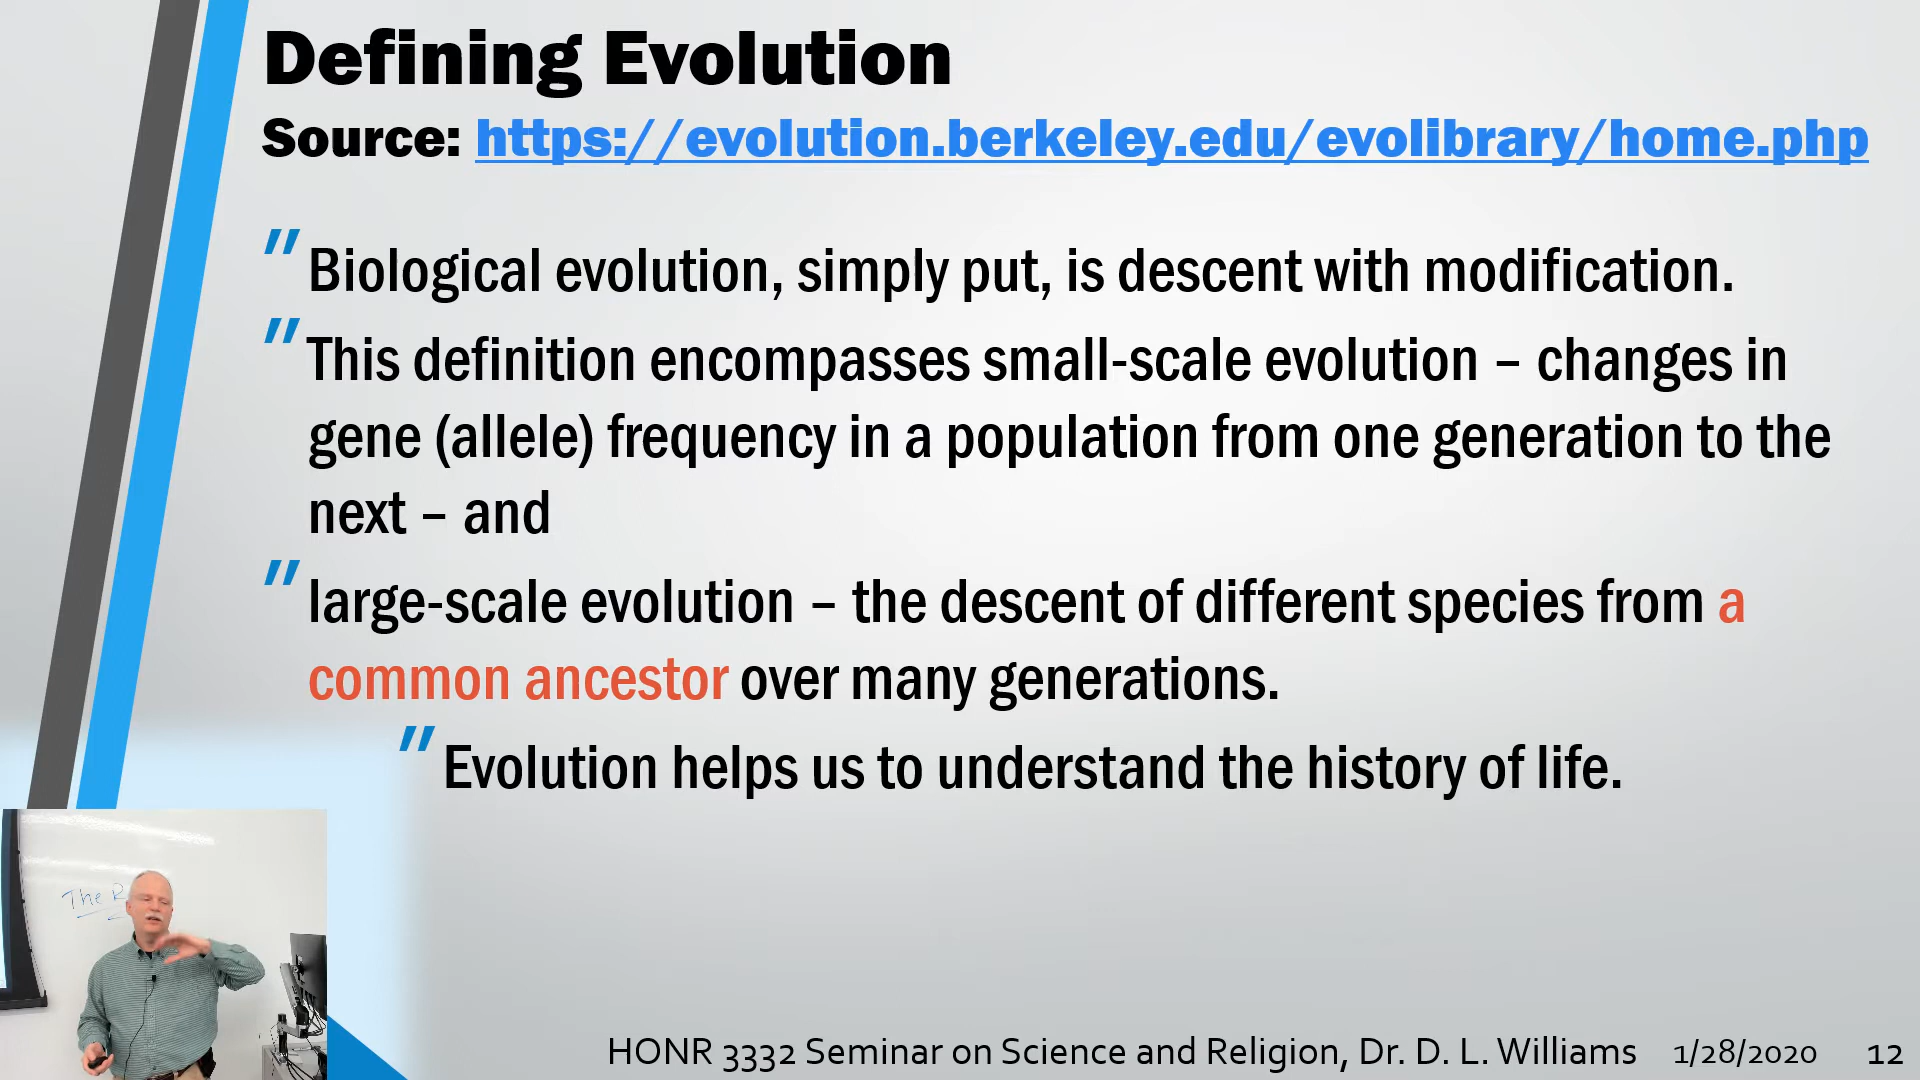 Defining Evolution
Source: https://evolution.berkeley.edu/evolibrary/home.php
" Biological evolution, simply put, is descent with modification.
" This definition encompasses small-scale evolution – changes in
gene (allele) frequency in a population from one generation to the
next – and
" large-scale evolution – the descent of different species from a
common ancestor over many generations.
" Evolution helps us to understand the history of life.
The R
HONR 3332 Seminar on Science and Religion, Dr. D. L. Williams 1/28/2020 12